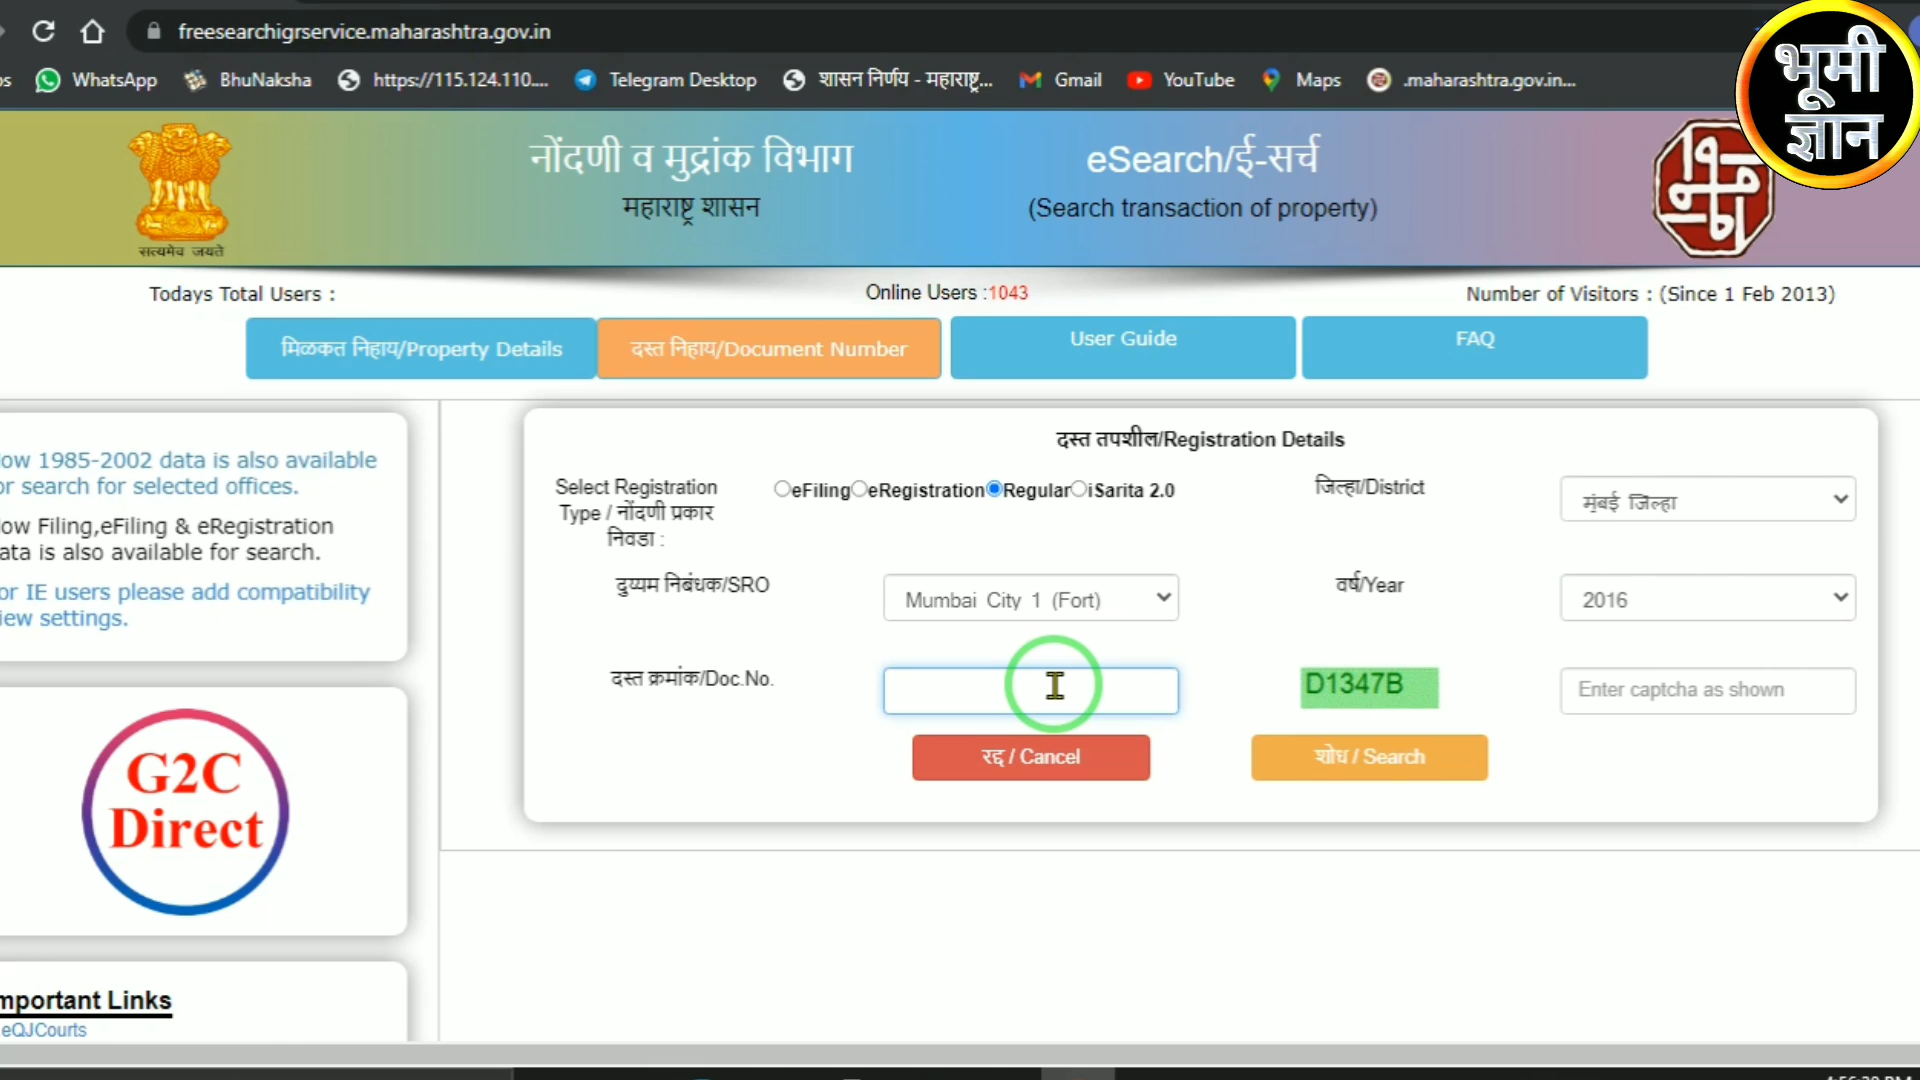 freesearchigrservice.maharashtra.gov.in
WhatsApp BhuNaksha https://115.124.110.... Telegram Desktop शासन निर्णय - महाराष्ट्र... Gmail YouTube Maps .maharashtra.gov.in...
भूमी
ज्ञान
नोंदणी व मुद्रांक विभाग
महाराष्ट्र शासन
eSearch/ई-सर्च
(Search transaction of property)
सत्यमेव जयते
Todays Total Users :
Online Users :1043
Number of Visitors : (Since 1 Feb 2013)
मिळकत निहाय/Property Details
दस्त निहाय/Document Number
User Guide
FAQ
ow 1985-2002 data is also available
or search for selected offices.
ow Filing,eFiling & eRegistration
ata is also available for search.
or IE users please add compatibility
iew settings.
G2C
Direct
mportant Links
eQJCourts
दस्त तपशील/Registration Details
Select Registration
Type / नोंदणी प्रकार
निवडा :
eFiling eRegistration Regular iSarita 2.0
जिल्हा/District
मुंबई जिल्हा
दुय्यम निबंधक/SRO
Mumbai City 1 (Fort)
वर्ष/Year
2016
दस्त क्रमांक/Doc.No.
D1347B
Enter captcha as shown
रद्द / Cancel
शोध / Search